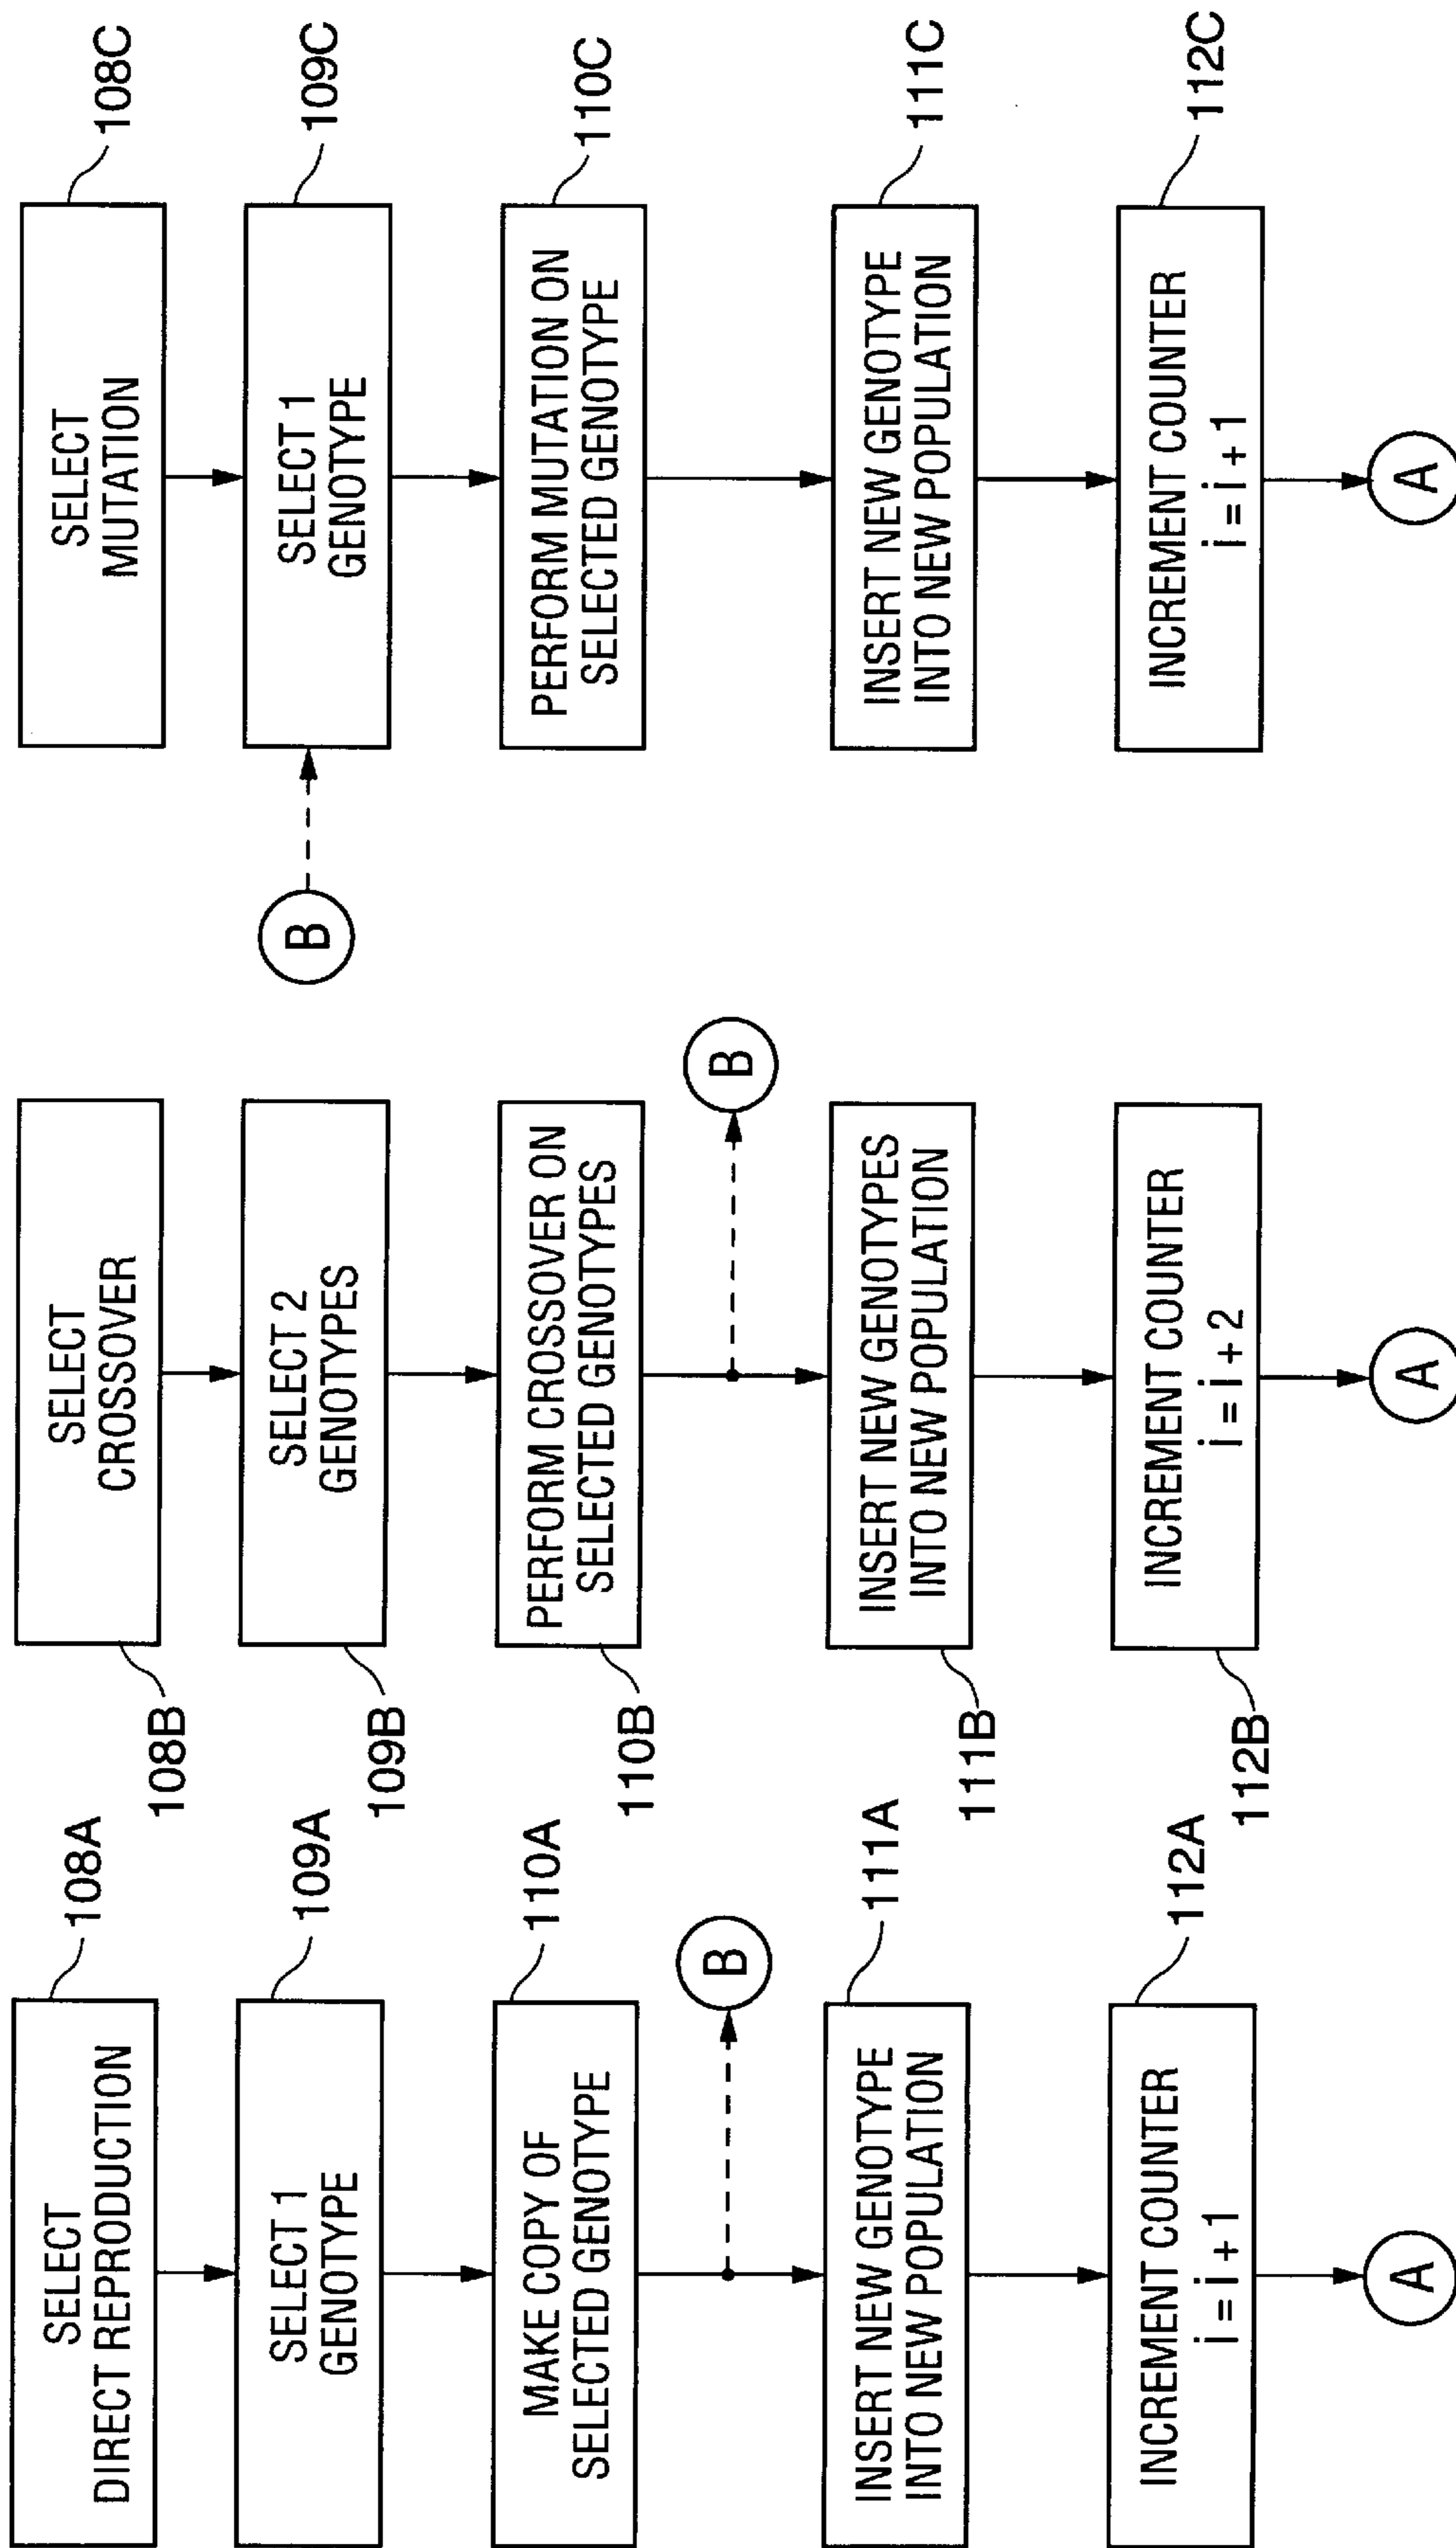 SELECT
DIRECT REPRODUCTION
108A
SELECT 1
GENOTYPE
109A
MAKE COPY OF
SELECTED GENOTYPE
110A
B
INSERT NEW GENOTYPE
INTO NEW POPULATION
111A
INCREMENT COUNTER
i = i + 1
112A
A
SELECT
CROSSOVER
108B
SELECT 2
GENOTYPES
109B
PERFORM CROSSOVER ON
SELECTED GENOTYPES
110B
B
INSERT NEW GENOTYPES
INTO NEW POPULATION
111B
INCREMENT COUNTER
i = i + 2
112B
A
SELECT
MUTATION
108C
B
SELECT 1
GENOTYPE
109C
PERFORM MUTATION ON
SELECTED GENOTYPE
110C
INSERT NEW GENOTYPE
INTO NEW POPULATION
111C
INCREMENT COUNTER
i = i + 1
112C
A